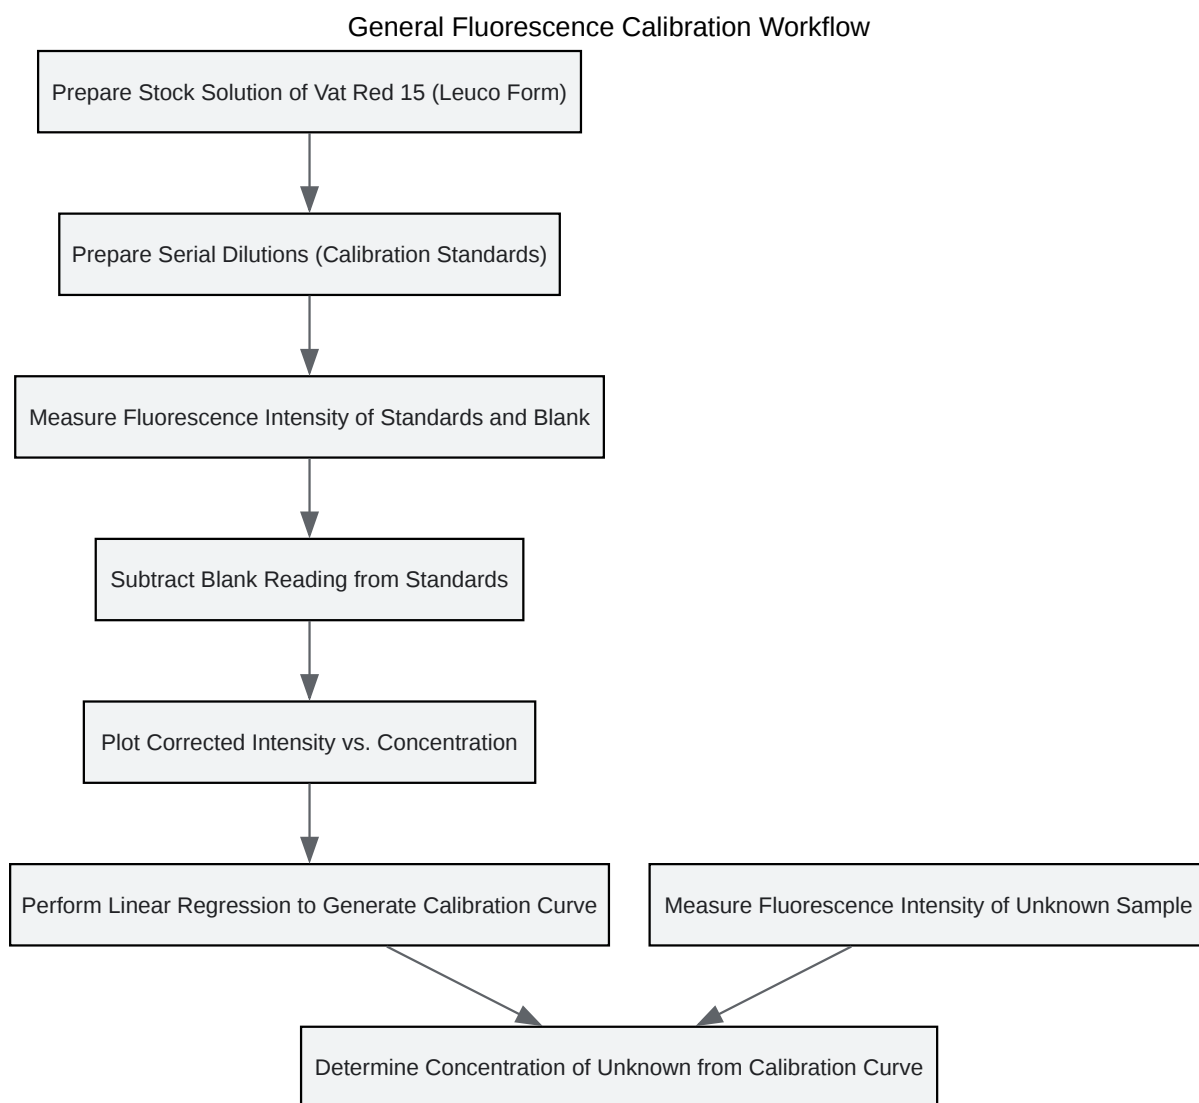 General Fluorescence Calibration Workflow
Prepare Stock Solution of Vat Red 15 (Leuco Form)
Prepare Serial Dilutions (Calibration Standards)
Measure Fluorescence Intensity of Standards and Blank
Subtract Blank Reading from Standards
Plot Corrected Intensity vs. Concentration
Perform Linear Regression to Generate Calibration Curve
Measure Fluorescence Intensity of Unknown Sample
Determine Concentration of Unknown from Calibration Curve